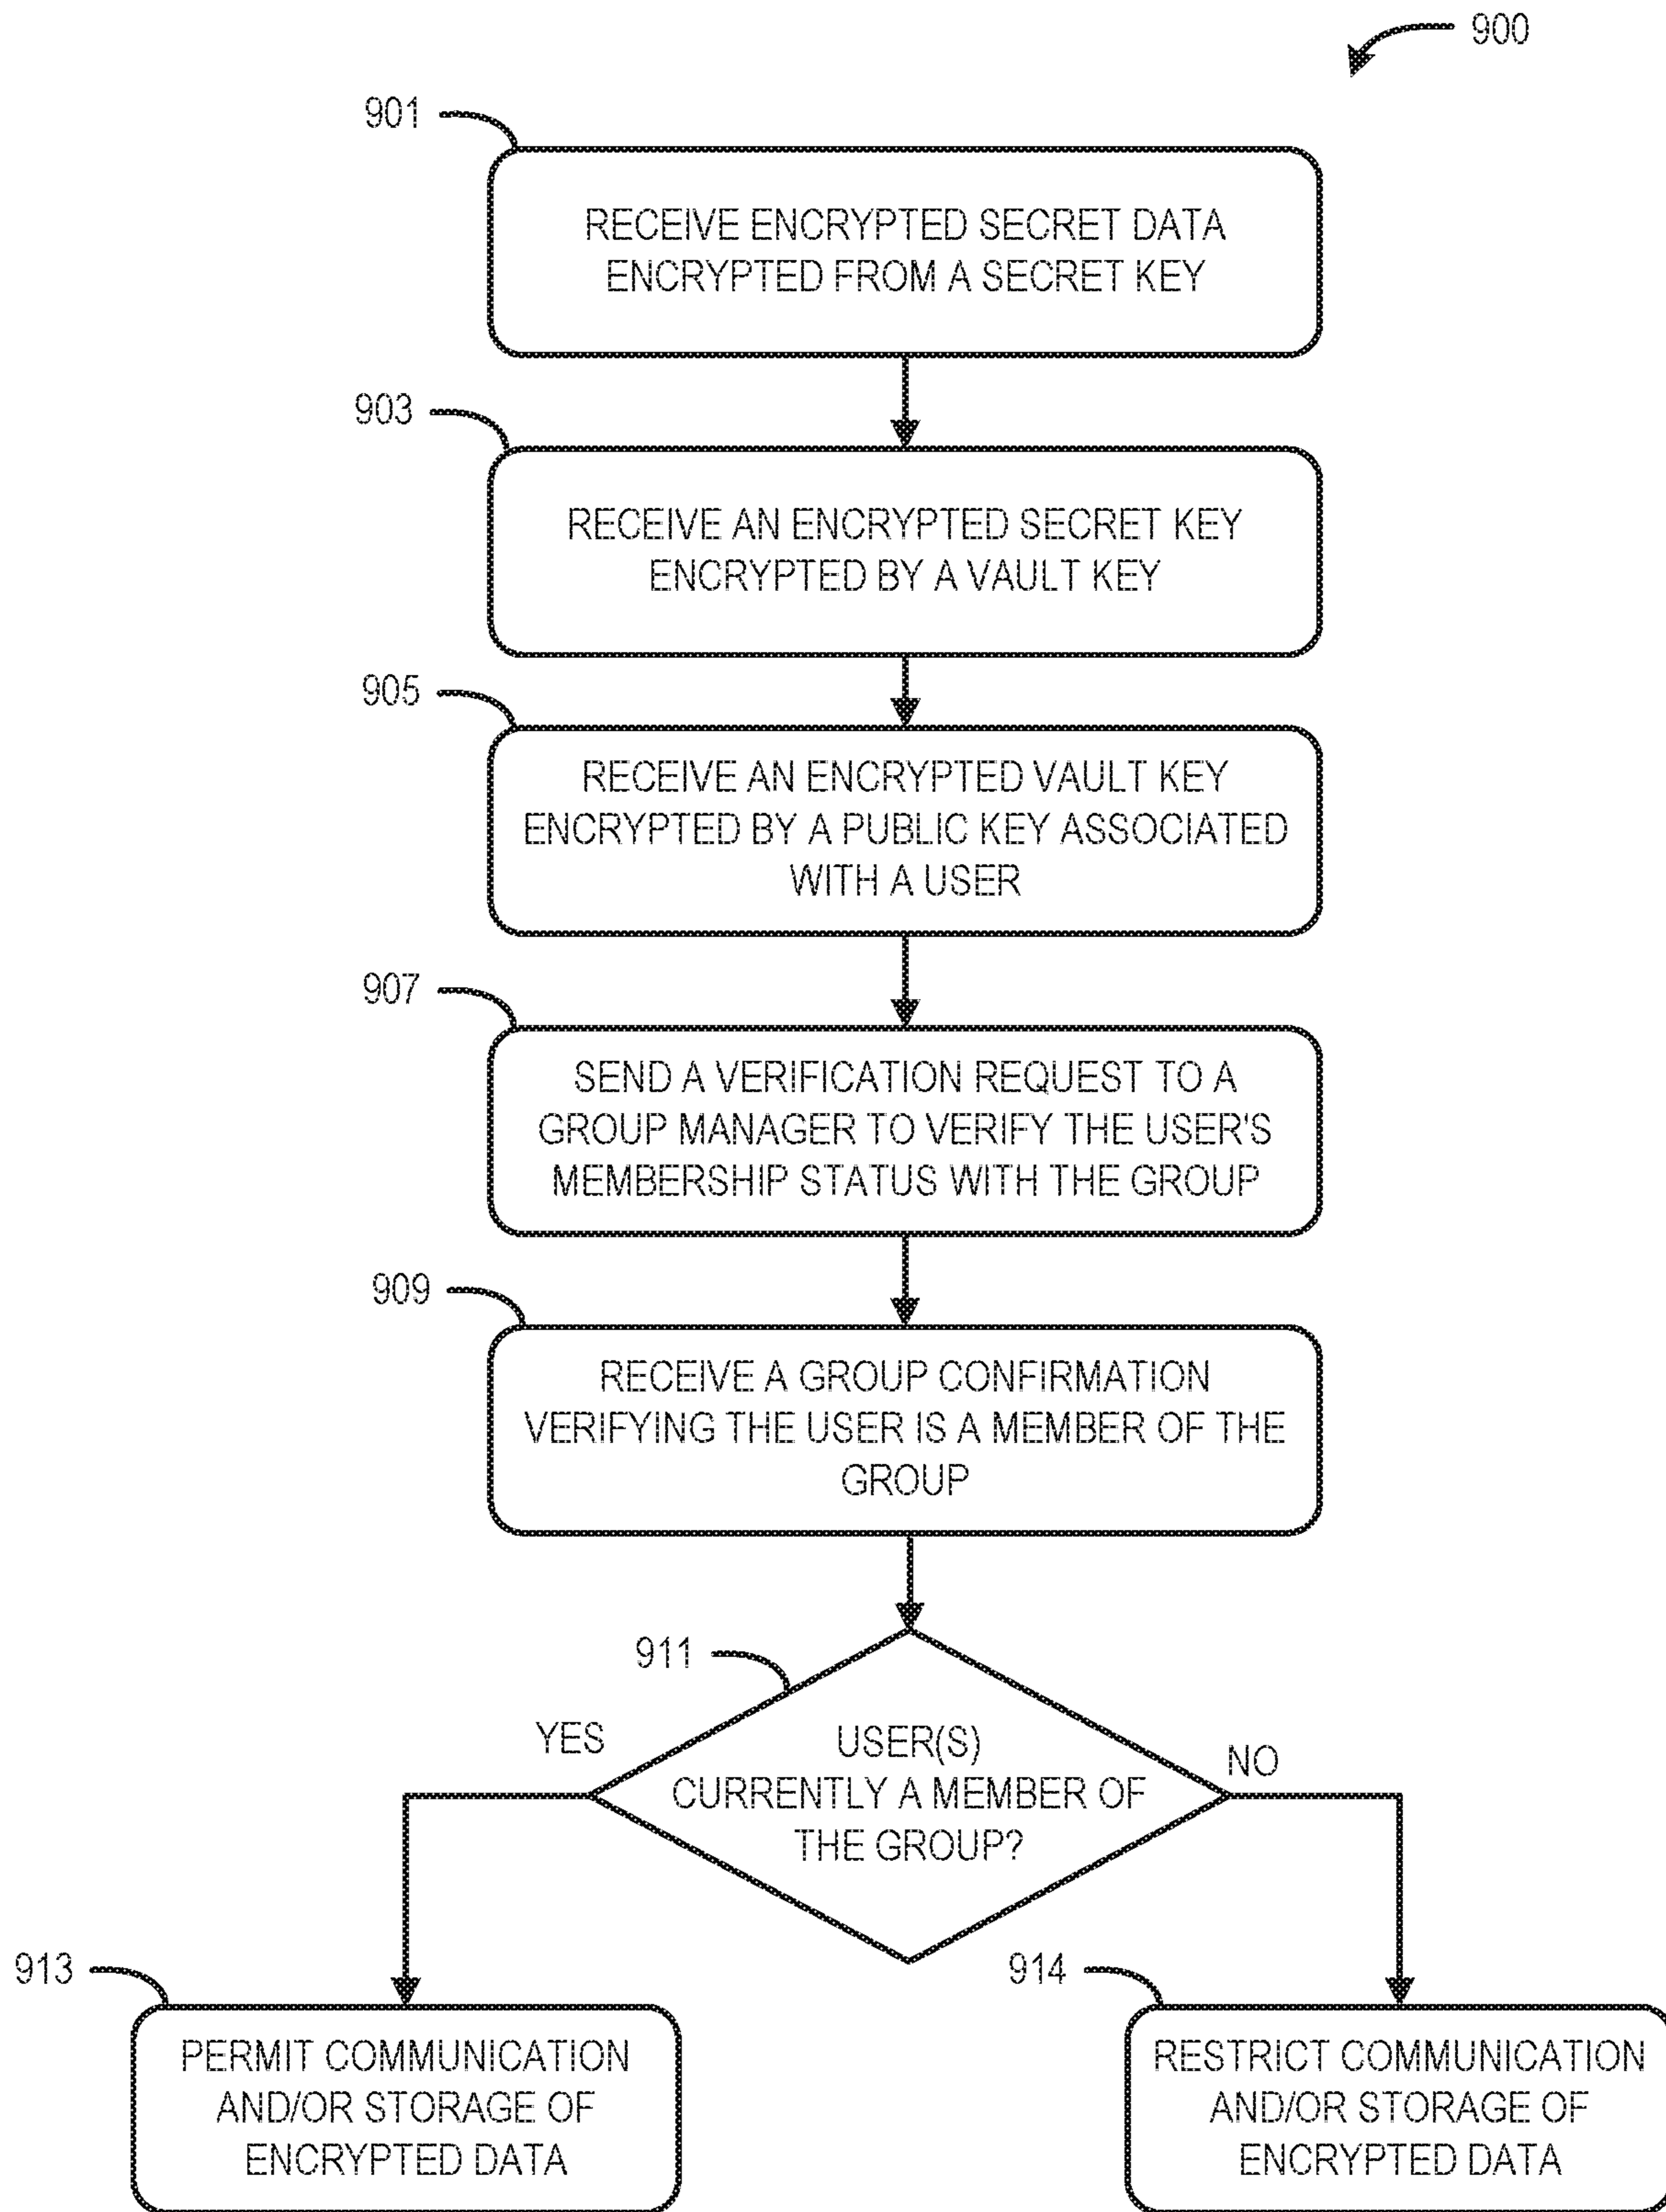 900
901
RECEIVE ENCRYPTED SECRET DATA
ENCRYPTED FROM A SECRET KEY
903
RECEIVE AN ENCRYPTED SECRET KEY
ENCRYPTED BY A VAULT KEY
905
RECEIVE AN ENCRYPTED VAULT KEY
ENCRYPTED BY A PUBLIC KEY ASSOCIATED
WITH A USER
907
SEND A VERIFICATION REQUEST TO A
GROUP MANAGER TO VERIFY THE USER'S
MEMBERSHIP STATUS WITH THE GROUP
909
RECEIVE A GROUP CONFIRMATION
VERIFYING THE USER IS A MEMBER OF THE
GROUP
911
YES
USER(S)
CURRENTLY A MEMBER OF
THE GROUP?
NO
913
PERMIT COMMUNICATION
AND/OR STORAGE OF
ENCRYPTED DATA
914
RESTRICT COMMUNICATION
AND/OR STORAGE OF
ENCRYPTED DATA